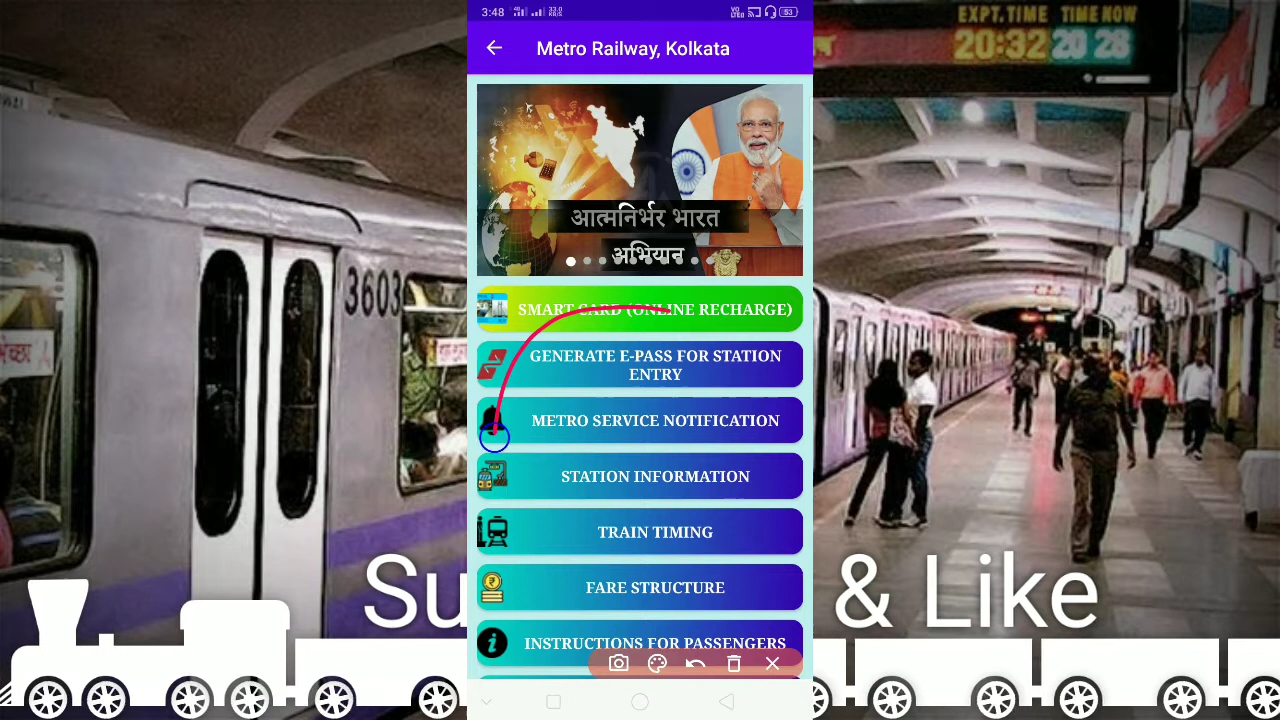 3:48
53
Metro Railway, Kolkata
आत्मनिर्भर भारत
अभियान
SMART CARD (ONLINE RECHARGE)
GENERATE E-PASS FOR STATION
ENTRY
METRO SERVICE NOTIFICATION
STATION INFORMATION
TRAIN TIMING
FARE STRUCTURE
INSTRUCTIONS FOR PASSENGERS
3603
EXPT.TIME TIME NOW
20:32 20 28
Su
& Like